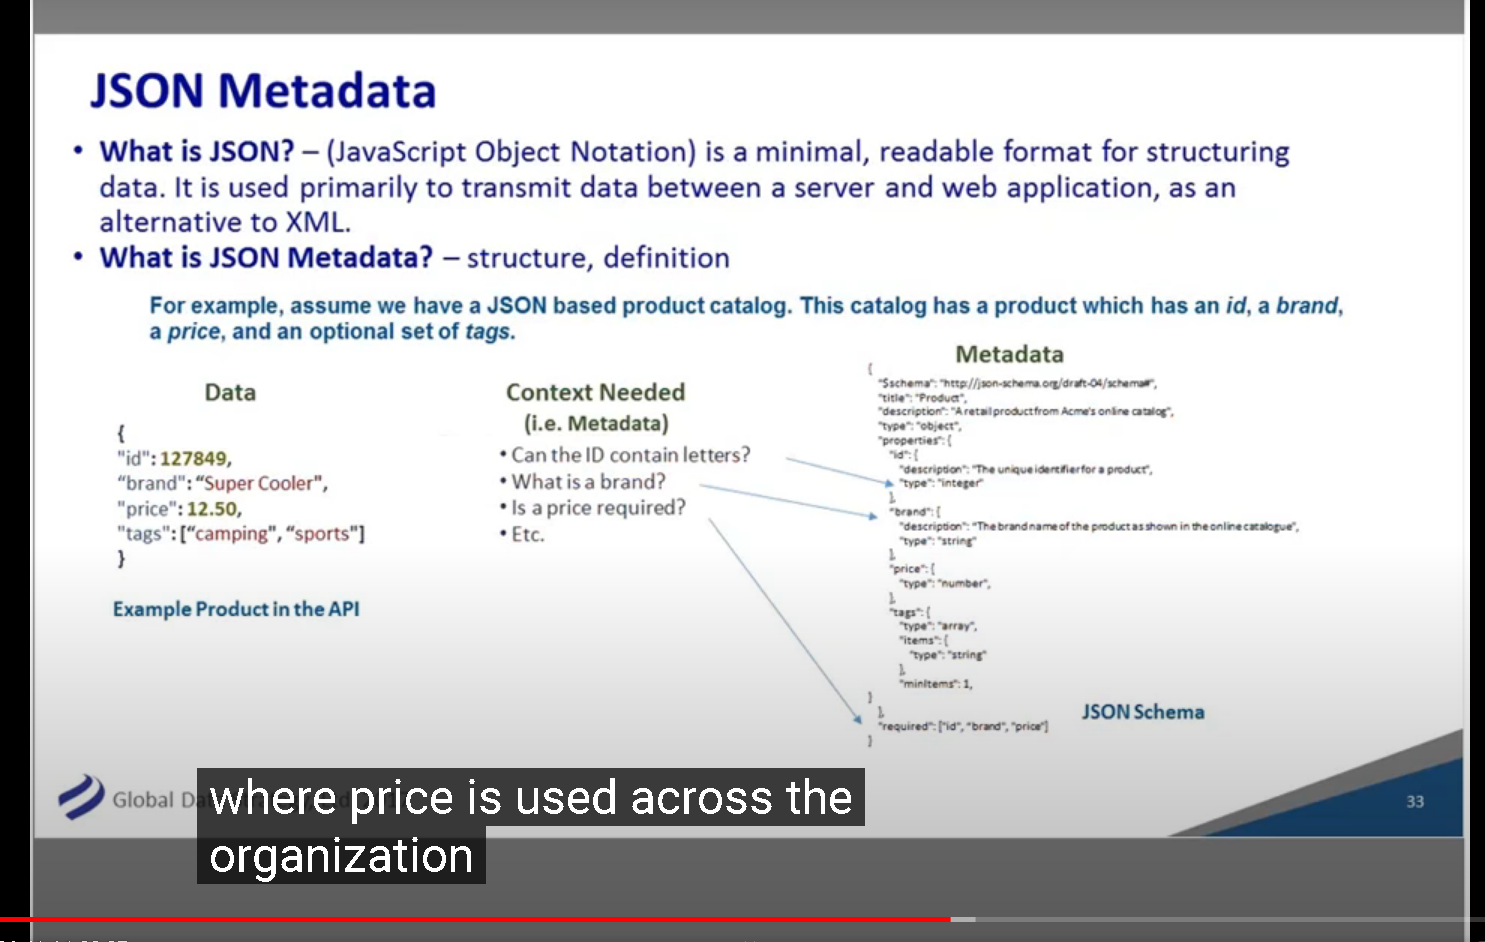 JSON Metadata
• What is JSON? – (JavaScript Object Notation) is a minimal, readable format for structuring
data. It is used primarily to transmit data between a server and web application, as an
alternative to XML.
• What is JSON Metadata? – structure, definition
For example, assume we have a JSON based product catalog. This catalog has a product which has an id, a brand,
a price, and an optional set of tags.
Data
{
"id": 127849,
“brand": “Super Cooler",
"price": 12.50,
"tags": [“camping", “sports"]
}
Example Product in the API
Context Needed
(i.e. Metadata)
• Can the ID contain letters?
• What is a brand?
• Is a price required?
• Etc.
Metadata
{
"$schema": "http://json-schema.org/draft-04/schema#",
"title": "Product",
"description": "A retail product from Acme's online catalog",
"type": "object",
"properties": {
"id": {
"description": "The unique identifier for a product",
"type": "integer"
},
"brand": {
"description": "The brand name of the product as shown in the online catalogue",
"type": "string"
},
"price": {
"type": "number",
},
"tags": {
"type": "array",
"items": {
"type": "string"
},
"minItems": 1,
}
},
"required": ["id", "brand", "price"]
}
JSON Schema
Global
where price is used across the
organization
33